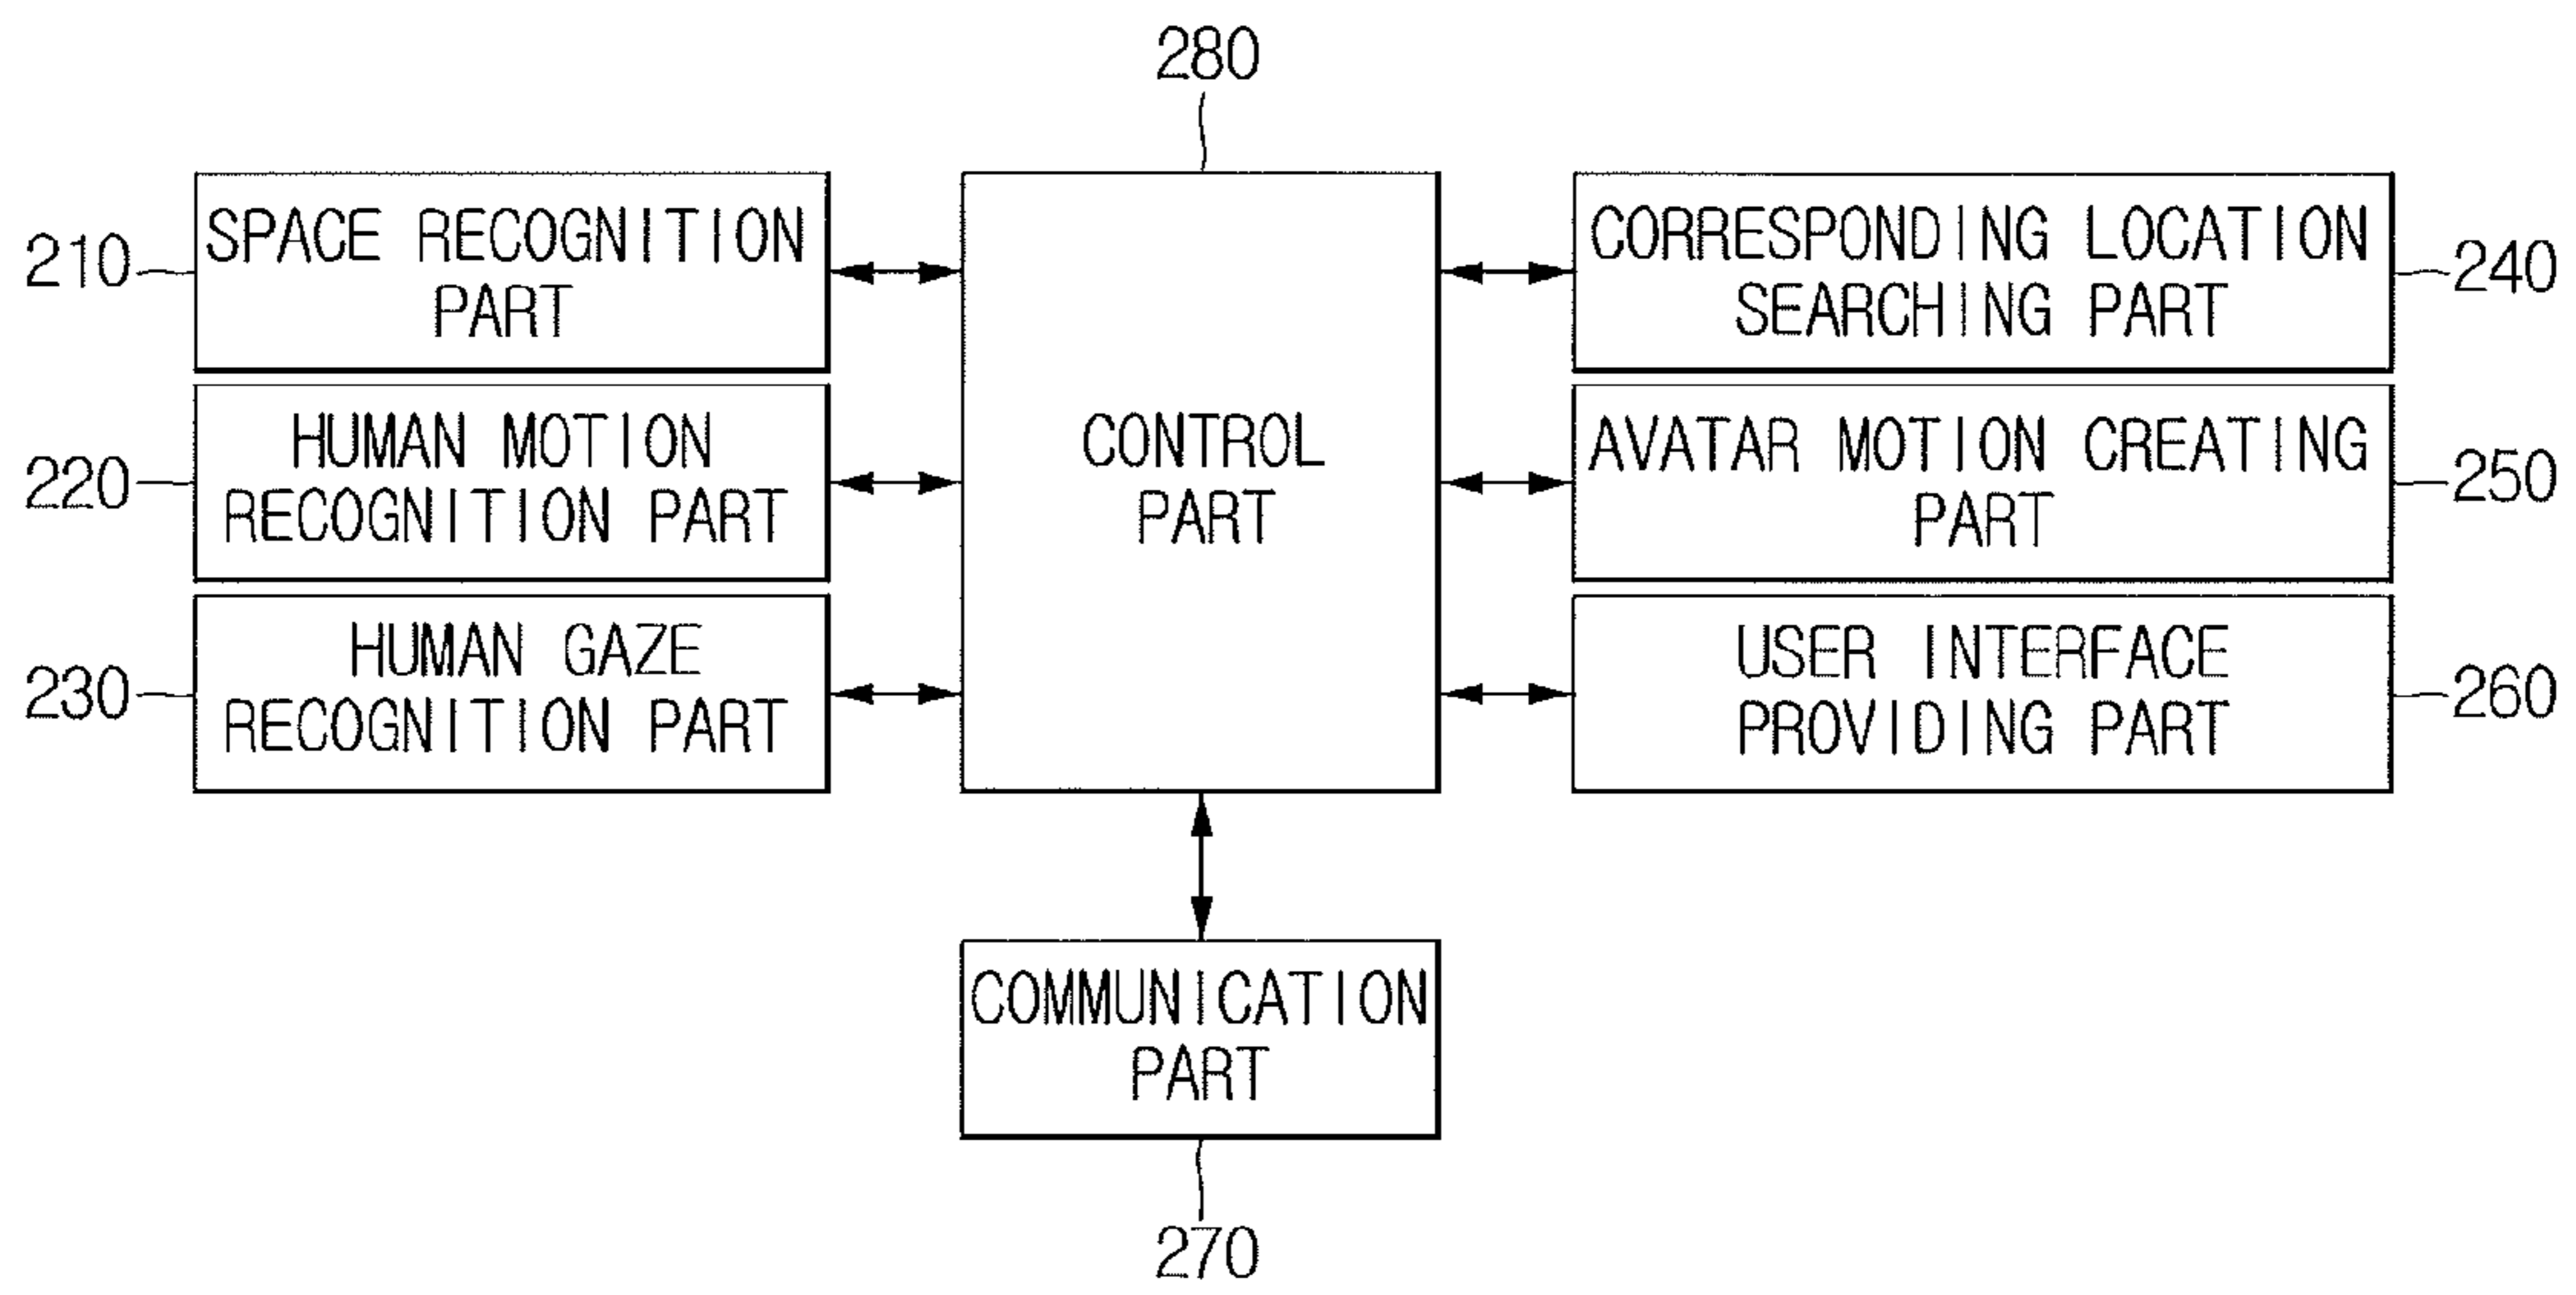 280
210
SPACE RECOGNITION
PART
220
HUMAN MOTION
RECOGNITION PART
230
HUMAN GAZE
RECOGNITION PART
CONTROL
PART
CORRESPONDING LOCATION
SEARCHING PART
240
AVATAR MOTION CREATING
PART
250
USER INTERFACE
PROVIDING PART
260
COMMUNICATION
PART
270